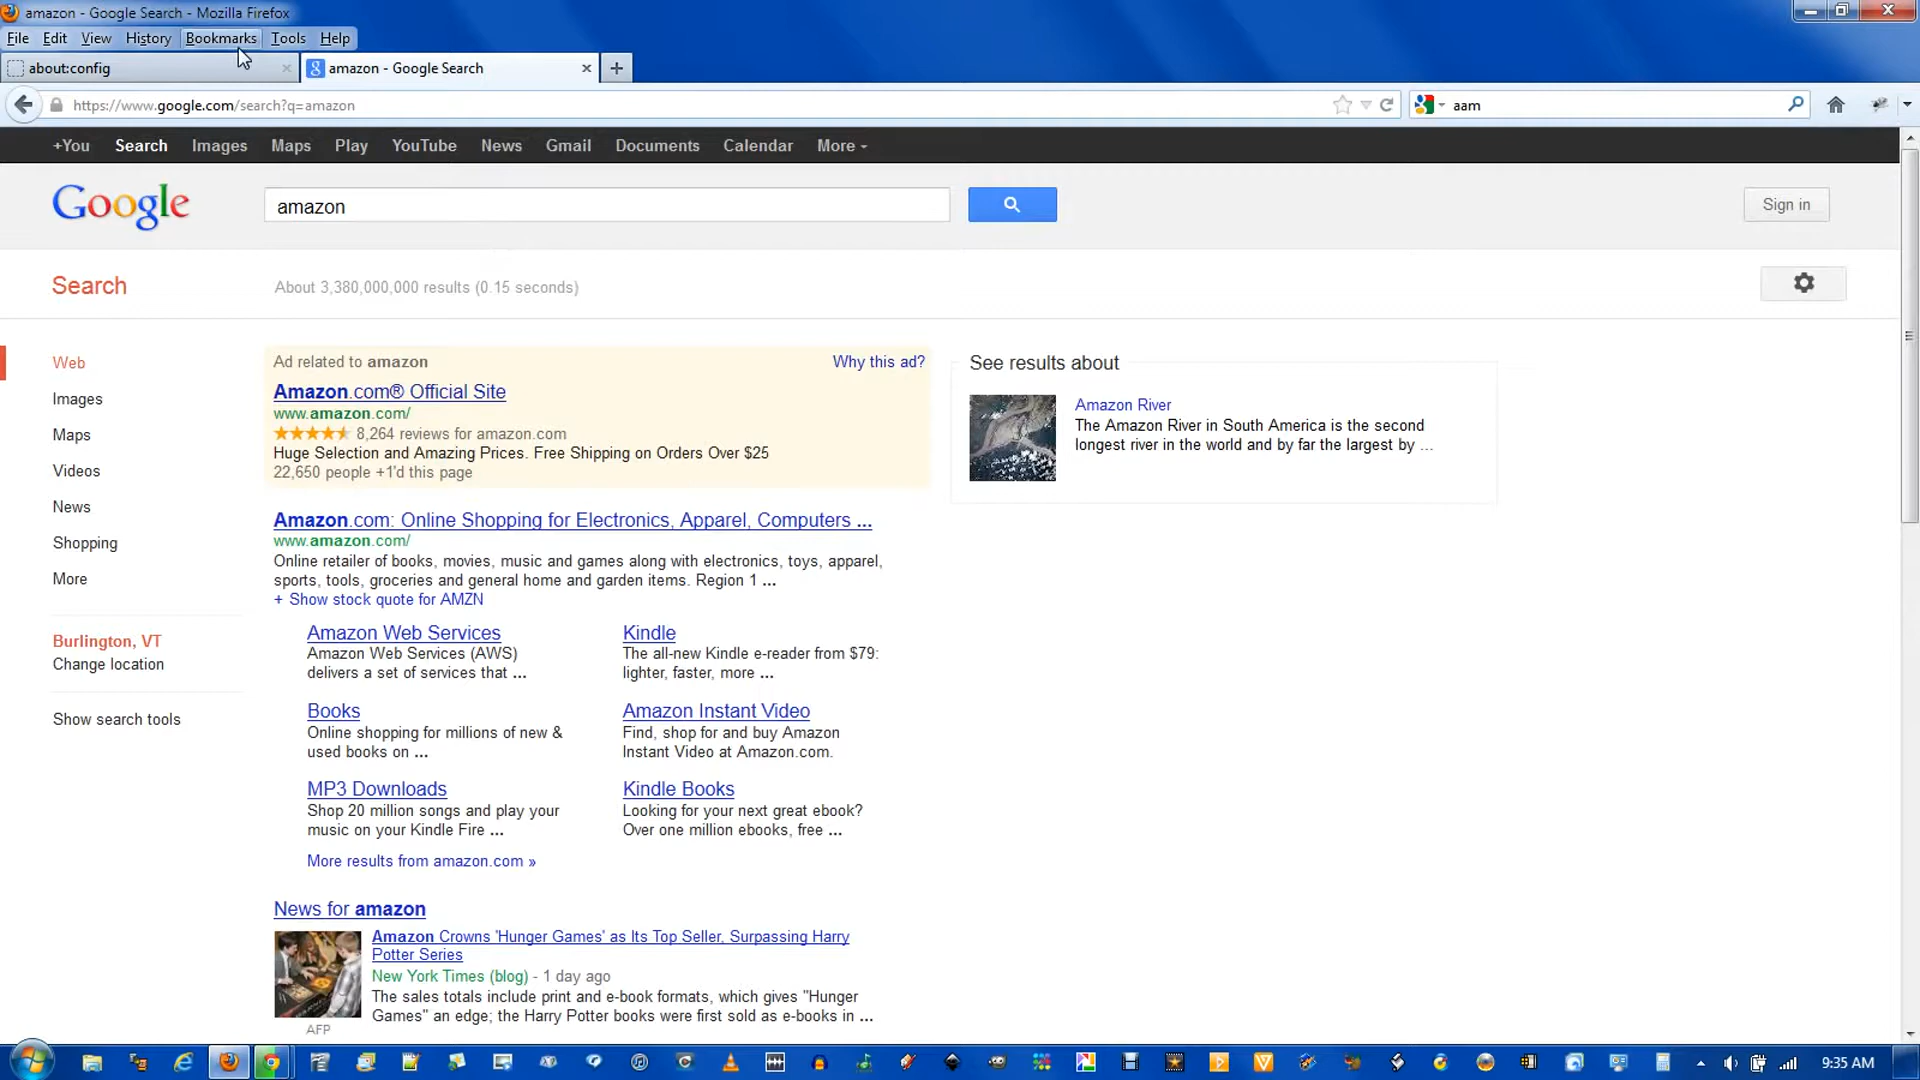 amazon - Google Search - Mozilla Firefox
File Edit View History Bookmarks Tools Help
about:config
amazon - Google Search
https://www.google.com/search?q=amazon
aam
+You Search Images Maps Play YouTube News Gmail Documents Calendar More
Google
amazon
Sign in
Search
About 3,380,000,000 results (0.15 seconds)
Web
Images
Maps
Videos
News
Shopping
More
Burlington, VT
Change location
Show search tools
Ad related to amazon
Why this ad?
Amazon.com® Official Site
www.amazon.com/
8,264 reviews for amazon.com
Huge Selection and Amazing Prices. Free Shipping on Orders Over $25
22,650 people +1'd this page
Amazon.com: Online Shopping for Electronics, Apparel, Computers ...
www.amazon.com/
Online retailer of books, movies, music and games along with electronics, toys, apparel,
sports, tools, groceries and general home and garden items. Region 1 ...
+ Show stock quote for AMZN
Amazon Web Services
Amazon Web Services (AWS)
delivers a set of services that ...
Kindle
The all-new Kindle e-reader from $79:
lighter, faster, more ...
Books
Online shopping for millions of new &
used books on ...
Amazon Instant Video
Find, shop for and buy Amazon
Instant Video at Amazon.com.
MP3 Downloads
Shop 20 million songs and play your
music on your Kindle Fire ...
Kindle Books
Looking for your next great ebook?
Over one million ebooks, free ...
More results from amazon.com »
News for amazon
Amazon Crowns 'Hunger Games' as Its Top Seller, Surpassing Harry
Potter Series
New York Times (blog) - 1 day ago
The sales totals include print and e-book formats, which gives "Hunger
Games" an edge; the Harry Potter books were first sold as e-books in ...
AFP
See results about
Amazon River
The Amazon River in South America is the second
longest river in the world and by far the largest by ...
9:35 AM